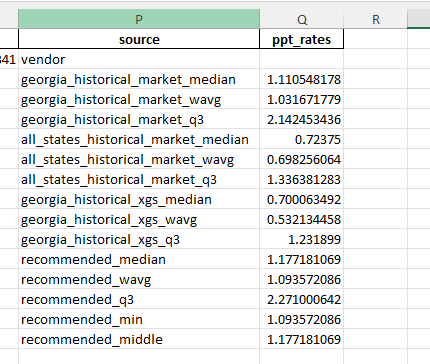 P Q R
source ppt_rates
341 vendor
georgia_historical_market_median 1.110548178
georgia_historical_market_wavg 1.031671779
georgia_historical_market_q3 2.142453436
all_states_historical_market_median 0.72375
all_states_historical_market_wavg 0.698256064
all_states_historical_market_q3 1.336381283
georgia_historical_xgs_median 0.700063492
georgia_historical_xgs_wavg 0.532134458
georgia_historical_xgs_q3 1.231899
recommended_median 1.177181069
recommended_wavg 1.093572086
recommended_q3 2.271000642
recommended_min 1.093572086
recommended_middle 1.177181069